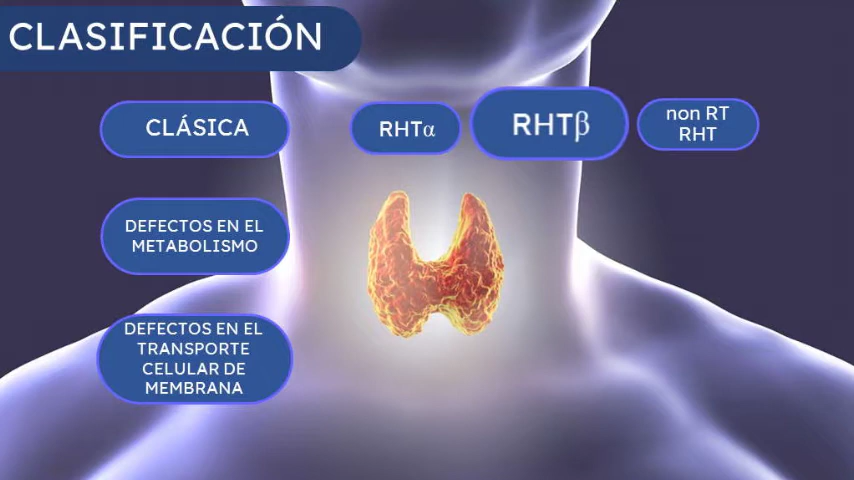 CLASIFICACIÓN
CLÁSICA
RHTα
RHTβ
non RT
RHT
DEFECTOS EN EL
METABOLISMO
DEFECTOS EN EL
TRANSPORTE
CELULAR DE
MEMBRANA